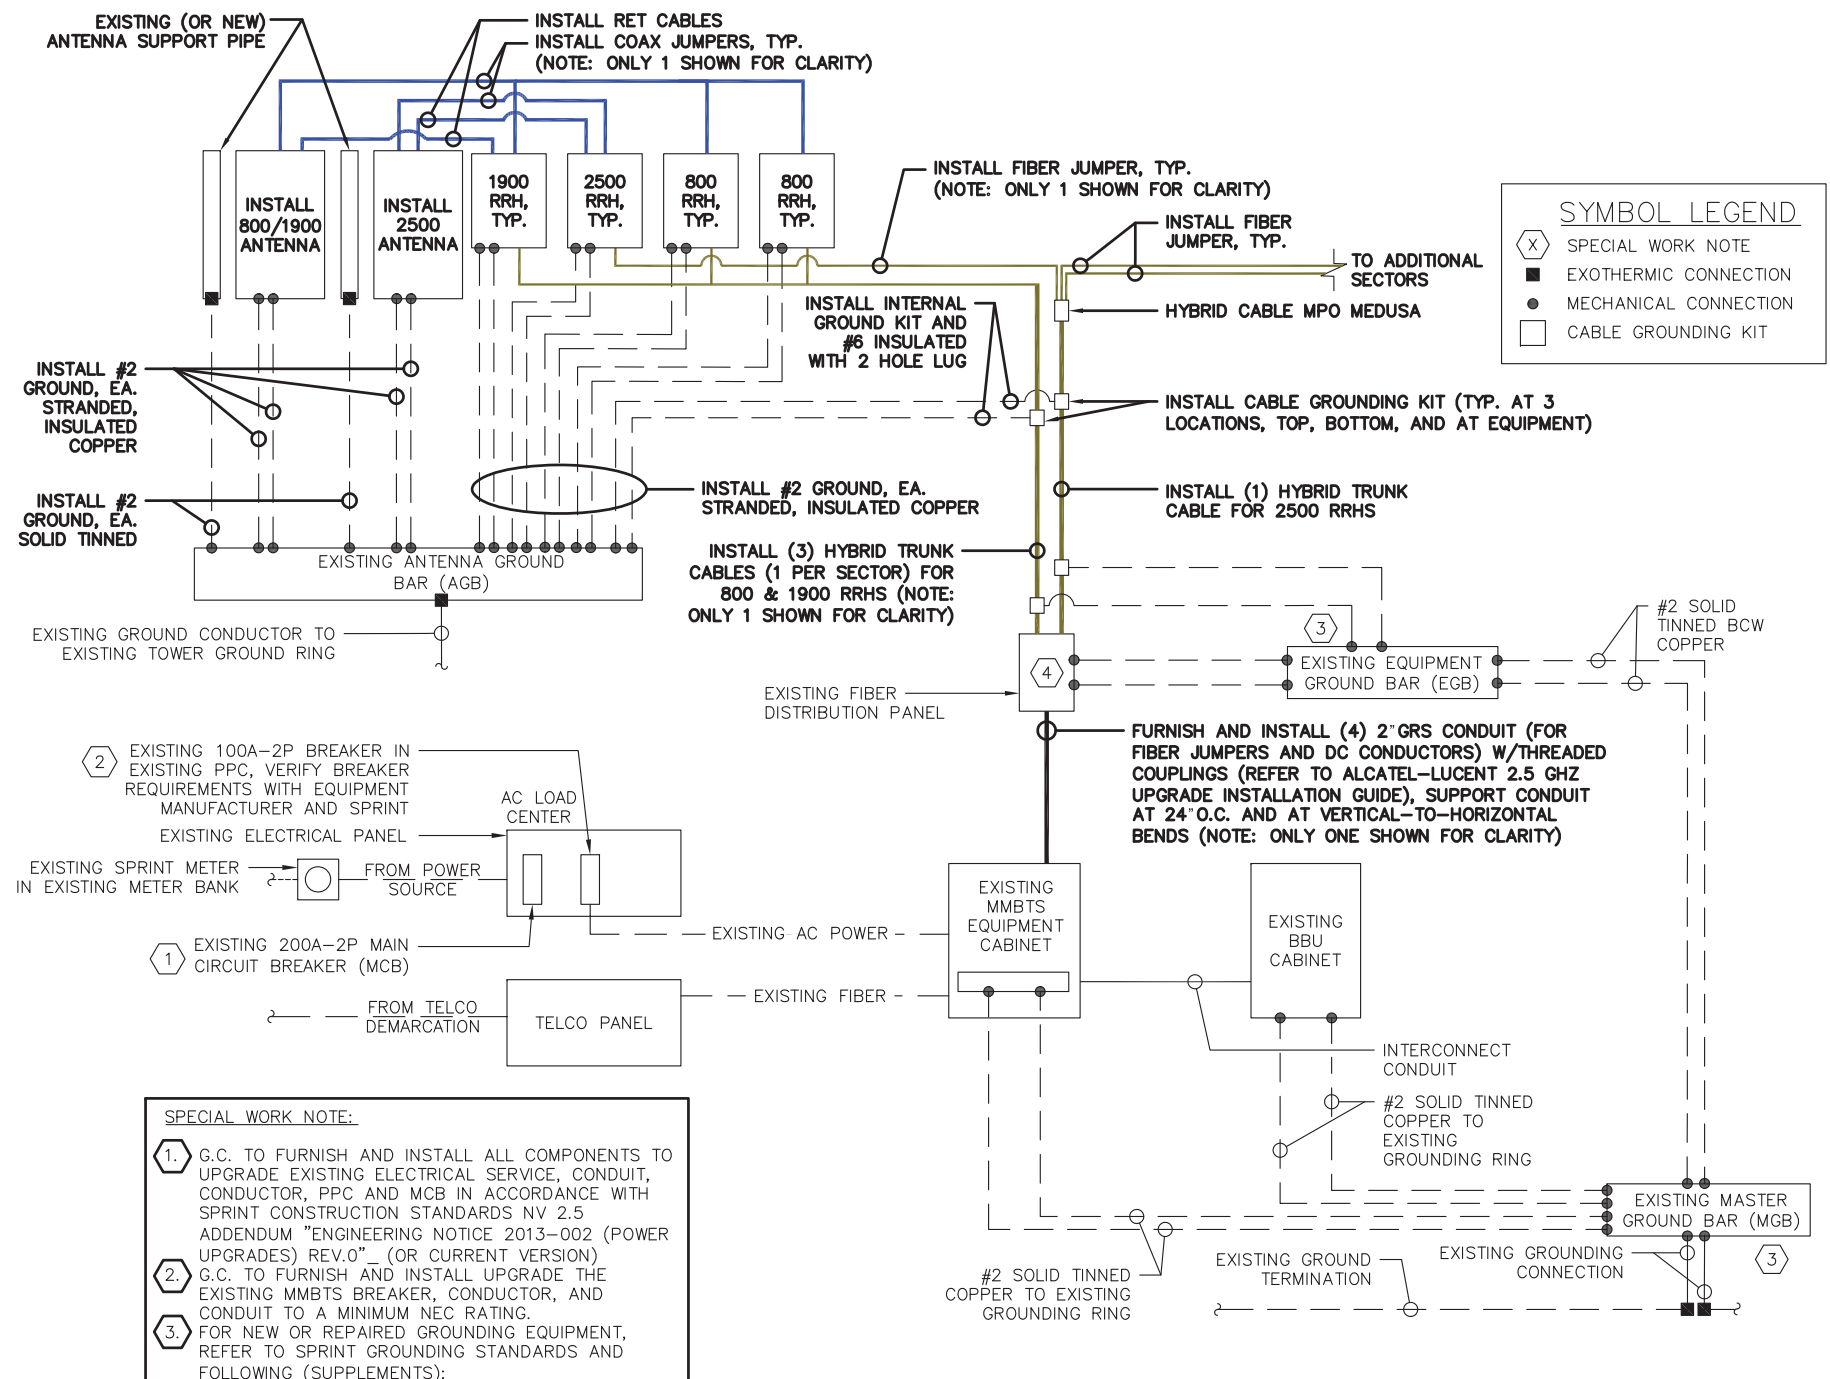 EXISTING (OR NEW)
ANTENNA SUPPORT PIPE
INSTALL RET CABLES
INSTALL COAX JUMPERS, TYP.
(NOTE: ONLY 1 SHOWN FOR CLARITY)
INSTALL
800/1900
ANTENNA
INSTALL
2500
ANTENNA
1900
RRH,
TYP.
2500
RRH,
TYP.
800
RRH,
TYP.
800
RRH,
TYP.
INSTALL FIBER JUMPER, TYP.
(NOTE: ONLY 1 SHOWN FOR CLARITY)
INSTALL FIBER
JUMPER, TYP.
TO ADDITIONAL
SECTORS
SYMBOL LEGEND
X SPECIAL WORK NOTE
EXOTHERMIC CONNECTION
MECHANICAL CONNECTION
CABLE GROUNDING KIT
INSTALL INTERNAL
GROUND KIT AND
#6 INSULATED
WITH 2 HOLE LUG
HYBRID CABLE MPO MEDUSA
INSTALL #2
GROUND, EA.
STRANDED,
INSULATED
COPPER
INSTALL CABLE GROUNDING KIT (TYP. AT 3
LOCATIONS, TOP, BOTTOM, AND AT EQUIPMENT)
INSTALL #2
GROUND, EA.
SOLID TINNED
INSTALL #2 GROUND, EA.
STRANDED, INSULATED COPPER
INSTALL (1) HYBRID TRUNK
CABLE FOR 2500 RRHS
INSTALL (3) HYBRID TRUNK
CABLES (1 PER SECTOR) FOR
800 & 1900 RRHS (NOTE:
ONLY 1 SHOWN FOR CLARITY)
EXISTING ANTENNA GROUND
BAR (AGB)
EXISTING GROUND CONDUCTOR TO
EXISTING TOWER GROUND RING
#2 SOLID
TINNED BCW
COPPER
3
4
EXISTING EQUIPMENT
GROUND BAR (EGB)
EXISTING FIBER
DISTRIBUTION PANEL
FURNISH AND INSTALL (4) 2" GRS CONDUIT (FOR
FIBER JUMPERS AND DC CONDUCTORS) W/THREADED
COUPLINGS (REFER TO ALCATEL-LUCENT 2.5 GHZ
UPGRADE INSTALLATION GUIDE), SUPPORT CONDUIT
AT 24" O.C. AND AT VERTICAL-TO-HORIZONTAL
BENDS (NOTE: ONLY ONE SHOWN FOR CLARITY)
2
EXISTING 100A-2P BREAKER IN
EXISTING PPC, VERIFY BREAKER
REQUIREMENTS WITH EQUIPMENT
MANUFACTURER AND SPRINT
AC LOAD
CENTER
EXISTING ELECTRICAL PANEL
EXISTING SPRINT METER
IN EXISTING METER BANK
FROM POWER
SOURCE
1
EXISTING 200A-2P MAIN
CIRCUIT BREAKER (MCB)
EXISTING AC POWER
EXISTING
MMBTS
EQUIPMENT
CABINET
EXISTING
BBU
CABINET
FROM TELCO
DEMARCATION
TELCO PANEL
EXISTING FIBER
INTERCONNECT
CONDUIT
#2 SOLID TINNED
COPPER TO
EXISTING
GROUNDING RING
EXISTING MASTER
GROUND BAR (MGB)
3
#2 SOLID TINNED
COPPER TO EXISTING
GROUNDING RING
EXISTING GROUND
TERMINATION
EXISTING GROUNDING
CONNECTION
SPECIAL WORK NOTE:
1. G.C. TO FURNISH AND INSTALL ALL COMPONENTS TO
UPGRADE EXISTING ELECTRICAL SERVICE, CONDUIT,
CONDUCTOR, PPC AND MCB IN ACCORDANCE WITH
SPRINT CONSTRUCTION STANDARDS NV 2.5
ADDENDUM "ENGINEERING NOTICE 2013-002 (POWER
UPGRADES) REV.0"_ (OR CURRENT VERSION)
2. G.C. TO FURNISH AND INSTALL UPGRADE THE
EXISTING MMBTS BREAKER, CONDUCTOR, AND
CONDUIT TO A MINIMUM NEC RATING.
3. FOR NEW OR REPAIRED GROUNDING EQUIPMENT,
REFER TO SPRINT GROUNDING STANDARDS AND
FOLLOWING (SUPPLEMENTS):